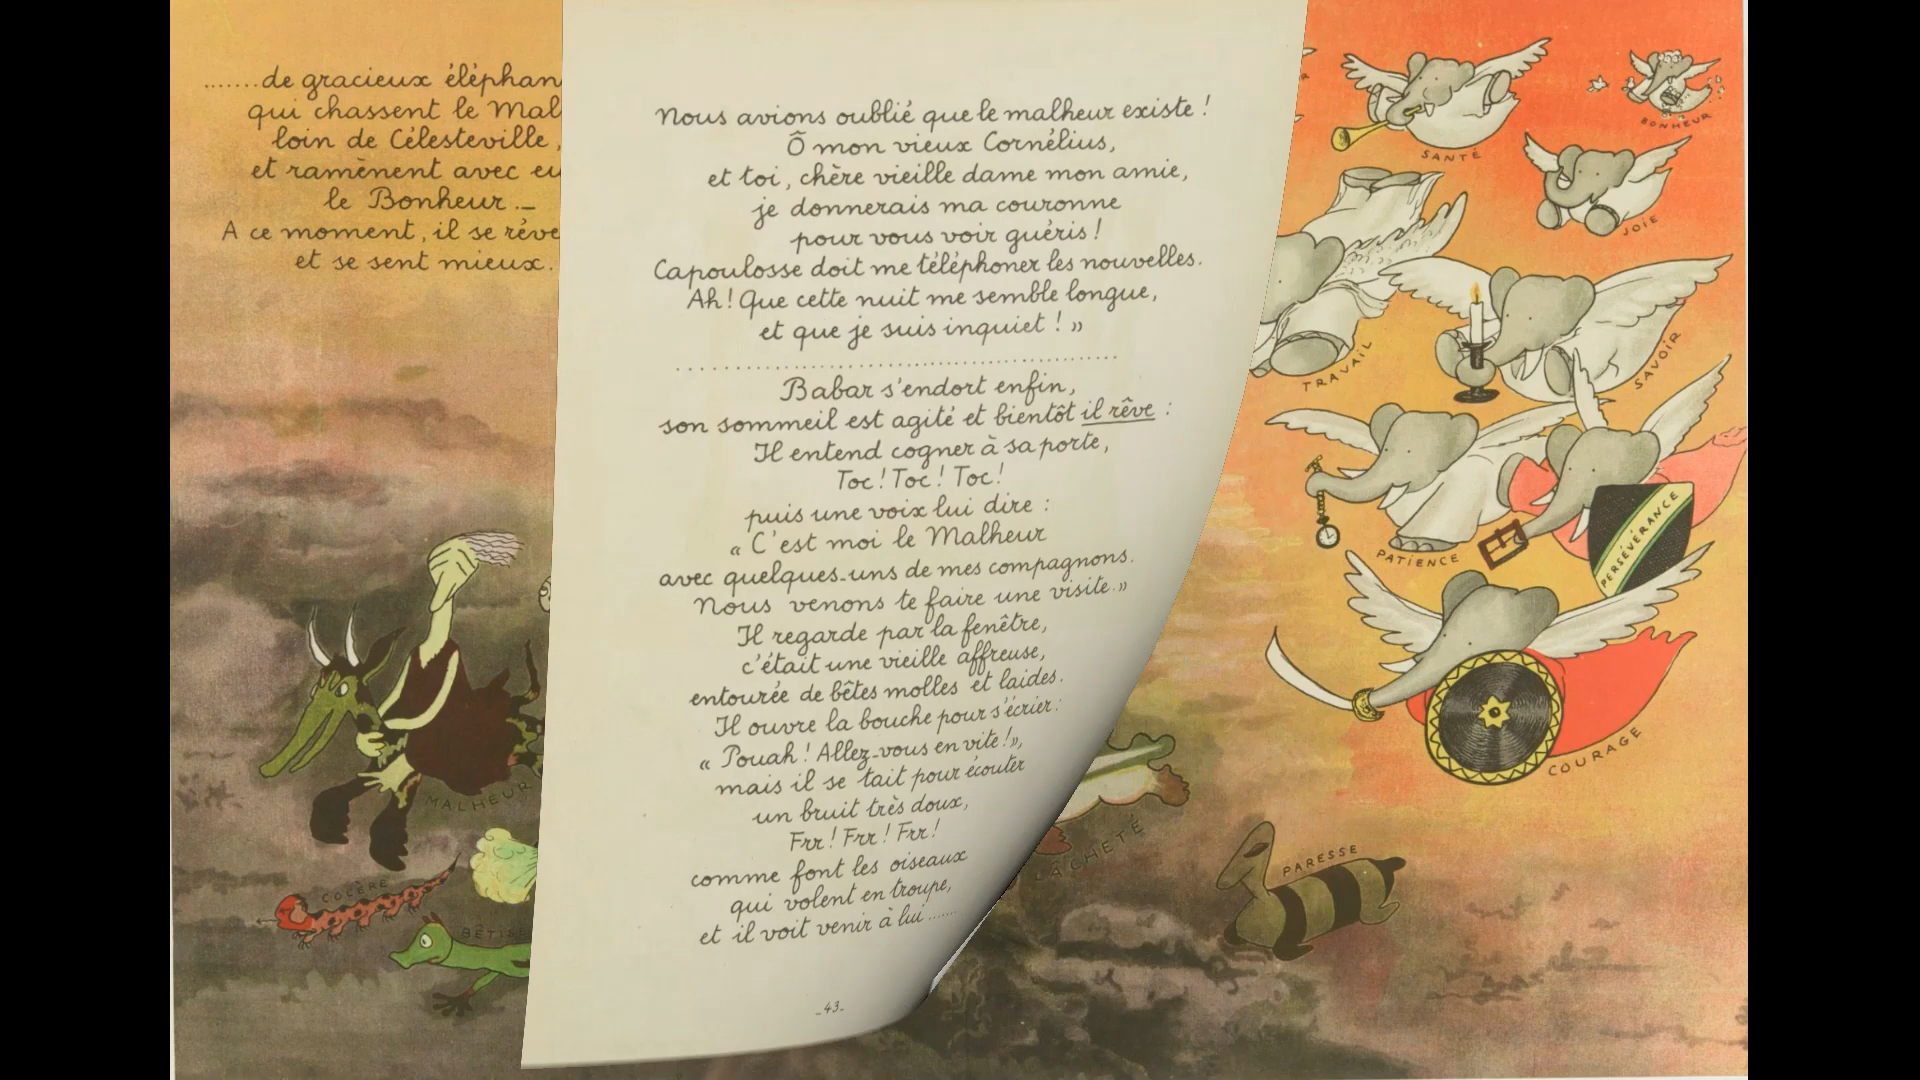 .......de gracieux éléphan
qui chassent le Mal
loin de Célesteville,
et ramènent avec eu
le Bonheur._
A ce moment, il se réve
et se sent mieux.
Nous avions oublié que le malheur existe !
Ô mon vieux Cornélius,
et toi, chère vieille dame mon amie,
je donnerais ma couronne
pour vous voir guéris !
Capoulosse doit me téléphoner les nouvelles.
Ah ! Que cette nuit me semble longue,
et que je suis inquiet ! »
Babar s'endort enfin,
son sommeil est agité et bientôt il rêve :
Il entend cogner à sa porte,
Toc ! Toc ! Toc !
puis une voix lui dire :
« C'est moi le Malheur
avec quelques-uns de mes compagnons.
Nous venons te faire une visite.»
Il regarde par la fenêtre,
c'était une vieille affreuse,
entourée de bêtes molles et laides.
Il ouvre la bouche pour s'écrier :
« Pouah ! Allez-vous en vite ! »,
mais il se tait pour écouter
un bruit très doux,
Frr ! Frr ! Frr !
comme font les oiseaux
qui volent en troupe,
et il voit venir à lui.......
_43_
SANTÉ
BONHEUR
JOIE
TRAVAIL
SAVOIR
PATIENCE
PERSÉVÉRANCE
COURAGE
MALHEUR
COLÈRE
BÊTISE
LÂCHETÉ
PARESSE